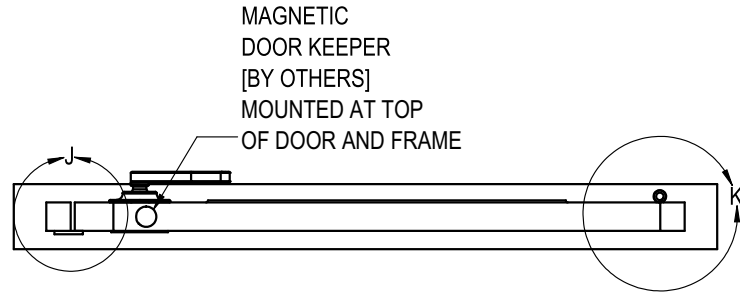 MAGNETIC
DOOR KEEPER
[BY OTHERS]
MOUNTED AT TOP
OF DOOR AND FRAME
J
K